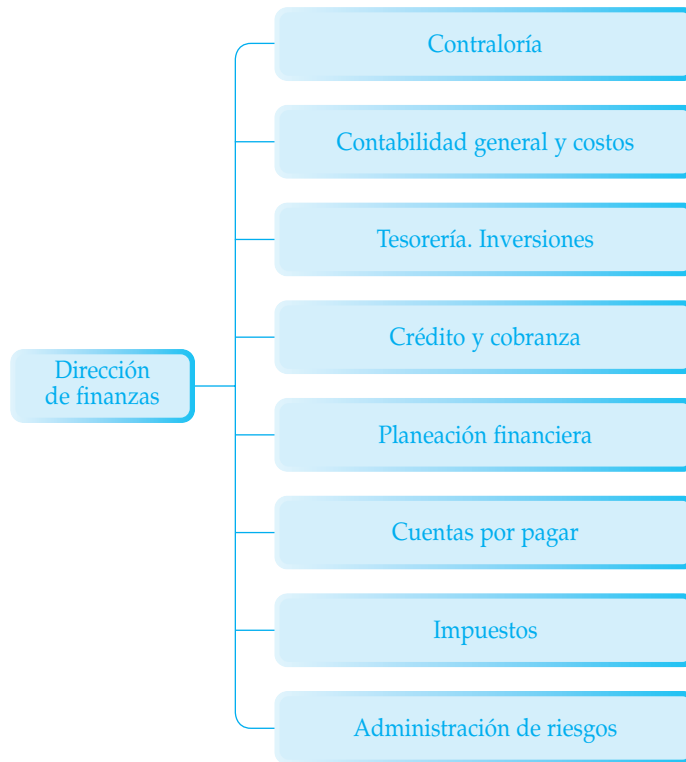 Contraloría
Contabilidad general y costos
Tesorería. Inversiones
Crédito y cobranza
Dirección
de finanzas
Planeación financiera
Cuentas por pagar
Impuestos
Administración de riesgos